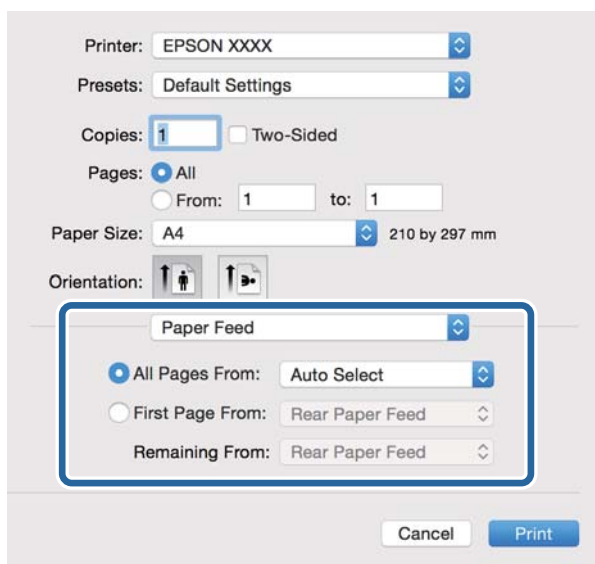 Printer: EPSON XXXX
Presets: Default Settings
Copies: 1 Two-Sided
Pages: All
From: 1 to: 1
Paper Size: A4 210 by 297 mm
Orientation:
Paper Feed
All Pages From: Auto Select
First Page From: Rear Paper Feed
Remaining From: Rear Paper Feed
Cancel Print